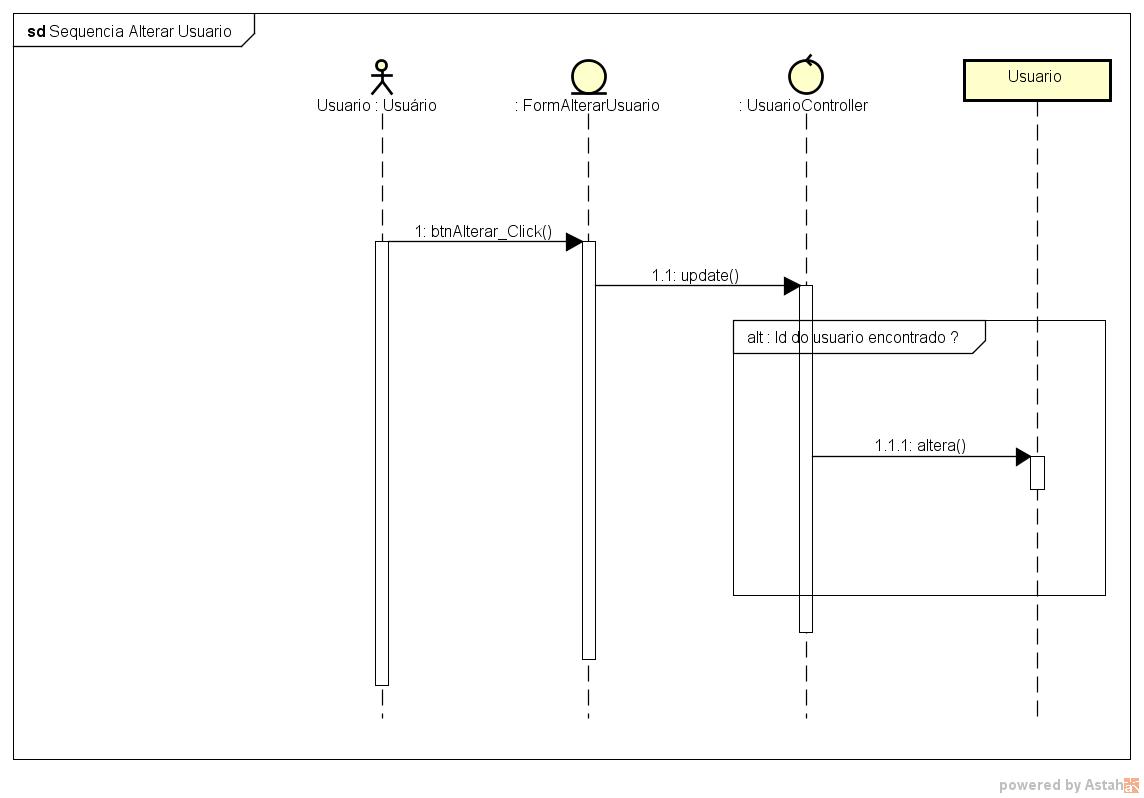 sd Sequencia Alterar Usuario
Usuario : Usuário
: FormAlterarUsuario
: UsuarioController
Usuario
1: btnAlterar_Click()
1.1: update()
alt : Id do usuario encontrado ?
1.1.1: altera()
powered by Astah